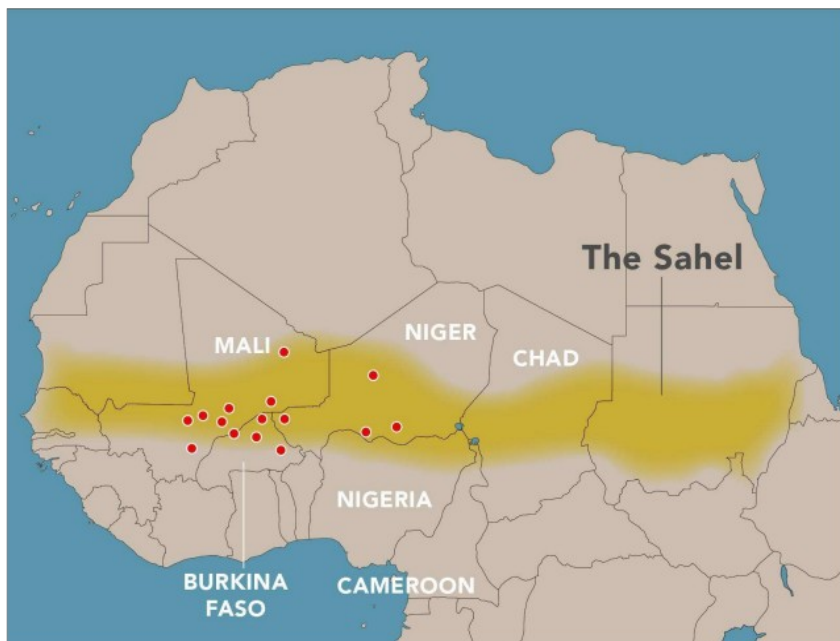 The Sahel
NIGER
MALI
CHAD
NIGERIA
BURKINA
FASO
CAMEROON